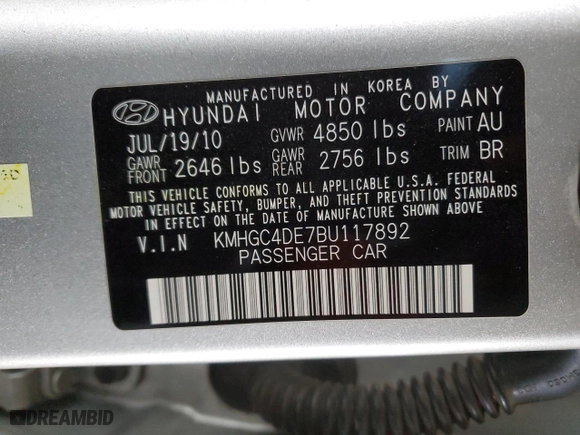 MANUFACTURED IN KOREA BY
HYUNDAI MOTOR COMPANY
JUL/19/10 GVWR 4850 lbs PAINT AU
GAWR FRONT 2646 lbs GAWR REAR 2756 lbs TRIM BR
THIS VEHICLE CONFORMS TO ALL APPLICABLE U.S.A. FEDERAL
MOTOR VEHICLE SAFETY, BUMPER, AND THEFT PREVENTION STANDARDS
IN EFFECT ON THE DATE OF MANUFACTURE SHOWN ABOVE
V.I.N KMHGC4DE7BU117892
PASSENGER CAR
DREAMBID